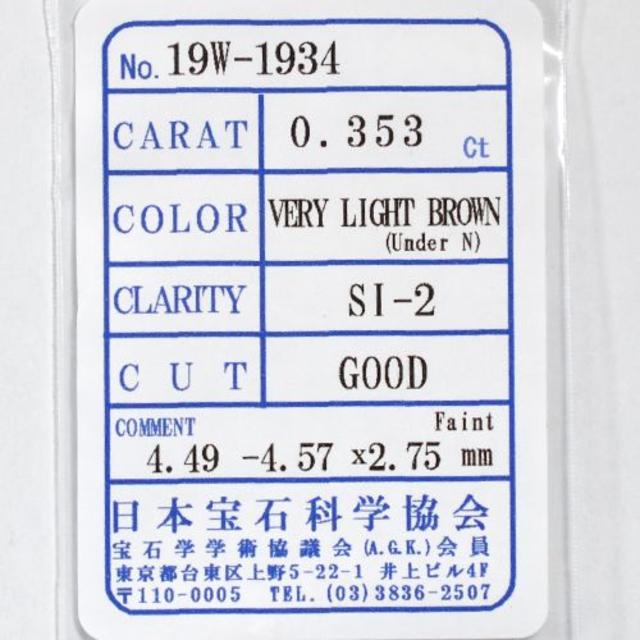 No. 19W-1934
CARAT 0.353 Ct
COLOR VERY LIGHT BROWN
(Under N)
CLARITY SI-2
CUT GOOD
COMMENT Faint
4.49 -4.57 x2.75 mm
日本宝石科学協会
宝石学学術協議会(A.G.K.)会員
東京都台東区上野5-22-1 井上ビル4F
〒110-0005 TEL. (03)3836-2507